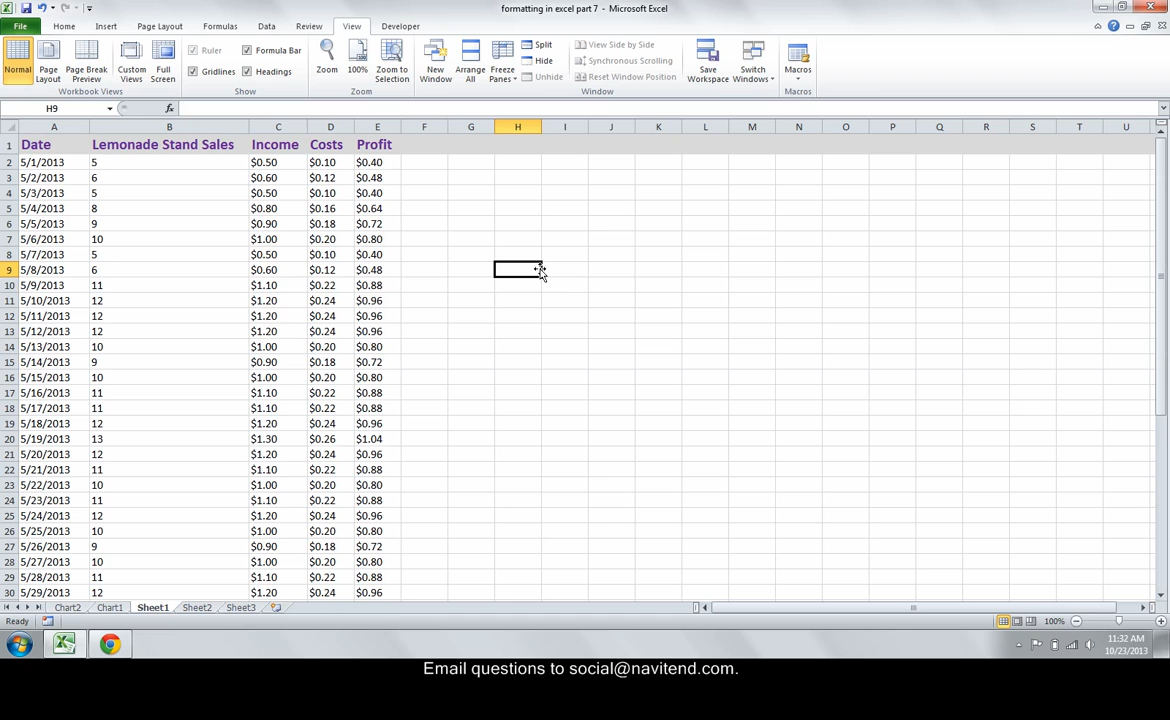 formatting in excel part 7 - Microsoft Excel
File Home Insert Page Layout Formulas Data Review View Developer
Normal Page Layout Page Break Preview Custom Views Full Screen
Workbook Views
Ruler Formula Bar
Gridlines Headings
Show
Zoom 100% Zoom to Selection
Zoom
New Window Arrange All Freeze Panes
Split
Hide
Unhide
View Side by Side
Synchronous Scrolling
Reset Window Position
Window
Save Workspace Switch Windows
Macros
Macros
H9 fx
A B C D E F G H I J K L M N O P Q R S T U
1 Date Lemonade Stand Sales Income Costs Profit
2 5/1/2013 5 $0.50 $0.10 $0.40
3 5/2/2013 6 $0.60 $0.12 $0.48
4 5/3/2013 5 $0.50 $0.10 $0.40
5 5/4/2013 8 $0.80 $0.16 $0.64
6 5/5/2013 9 $0.90 $0.18 $0.72
7 5/6/2013 10 $1.00 $0.20 $0.80
8 5/7/2013 5 $0.50 $0.10 $0.40
9 5/8/2013 6 $0.60 $0.12 $0.48
10 5/9/2013 11 $1.10 $0.22 $0.88
11 5/10/2013 12 $1.20 $0.24 $0.96
12 5/11/2013 12 $1.20 $0.24 $0.96
13 5/12/2013 12 $1.20 $0.24 $0.96
14 5/13/2013 10 $1.00 $0.20 $0.80
15 5/14/2013 9 $0.90 $0.18 $0.72
16 5/15/2013 10 $1.00 $0.20 $0.80
17 5/16/2013 11 $1.10 $0.22 $0.88
18 5/17/2013 11 $1.10 $0.22 $0.88
19 5/18/2013 12 $1.20 $0.24 $0.96
20 5/19/2013 13 $1.30 $0.26 $1.04
21 5/20/2013 12 $1.20 $0.24 $0.96
22 5/21/2013 11 $1.10 $0.22 $0.88
23 5/22/2013 10 $1.00 $0.20 $0.80
24 5/23/2013 11 $1.10 $0.22 $0.88
25 5/24/2013 12 $1.20 $0.24 $0.96
26 5/25/2013 10 $1.00 $0.20 $0.80
27 5/26/2013 9 $0.90 $0.18 $0.72
28 5/27/2013 10 $1.00 $0.20 $0.80
29 5/28/2013 11 $1.10 $0.22 $0.88
30 5/29/2013 12 $1.20 $0.24 $0.96
Chart2 Chart1 Sheet1 Sheet2 Sheet3
Ready 100%
11:32 AM
10/23/2013
Email questions to social@navitend.com.